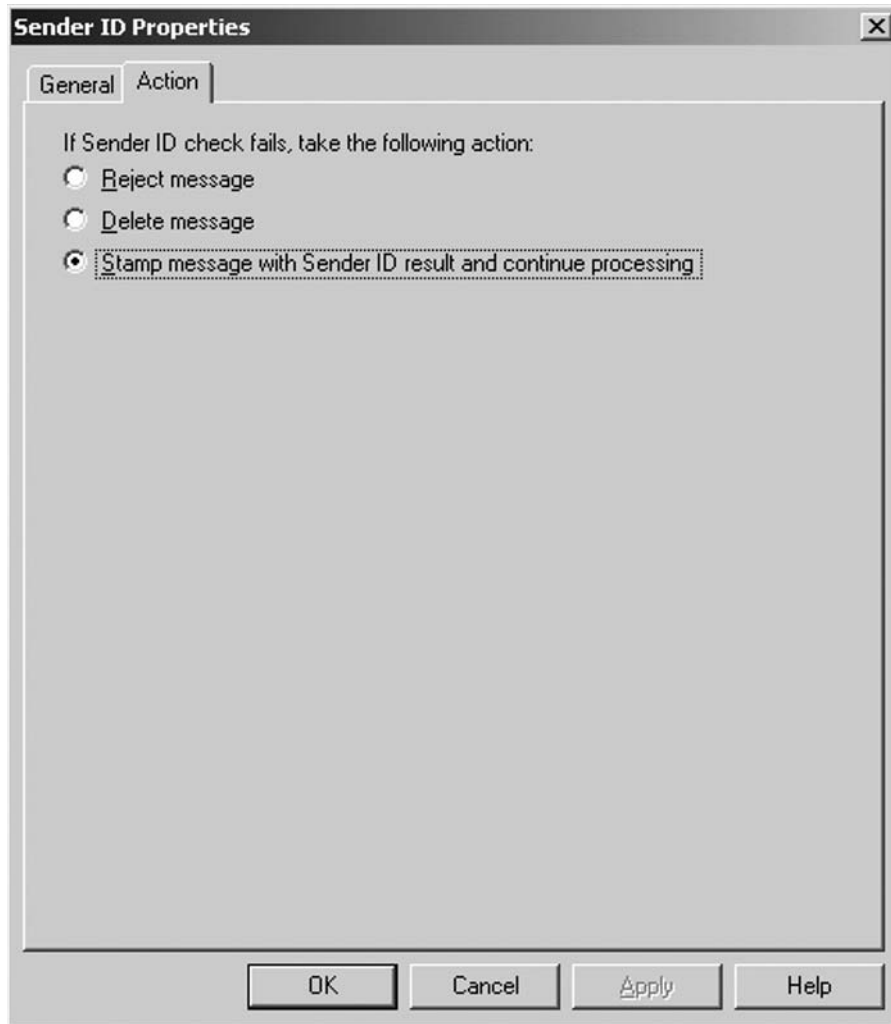 Sender ID Properties
General Action
If Sender ID check fails, take the following action:
Reject message
Delete message
Stamp message with Sender ID result and continue processing
OK Cancel Apply Help